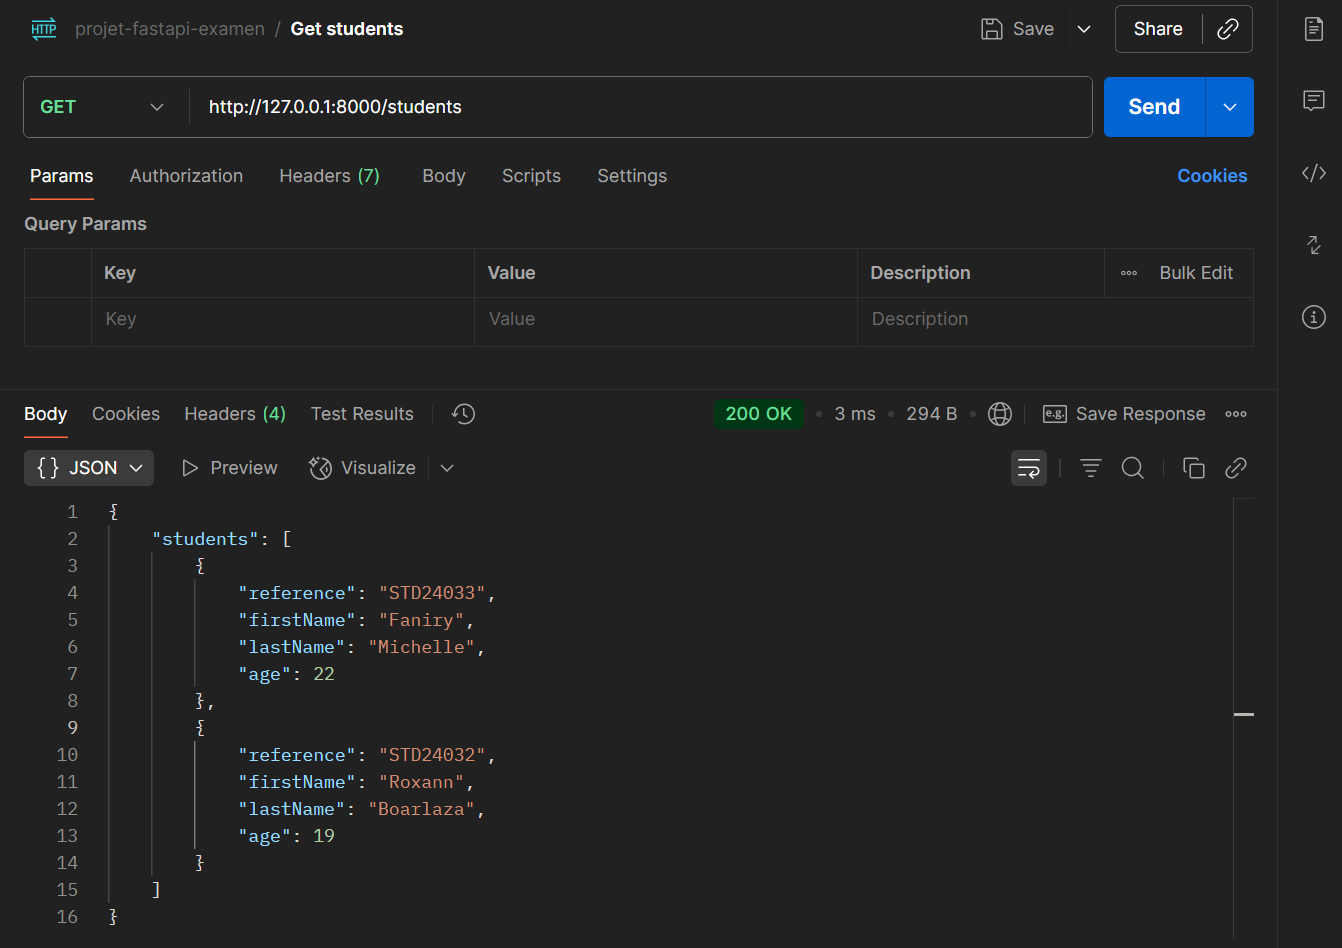 HTTP projet-fastapi-examen / Get students Save Share
GET http://127.0.0.1:8000/students Send
Params Authorization Headers (7) Body Scripts Settings Cookies
Query Params
Key Value Description Bulk Edit
Key Value Description
Body Cookies Headers (4) Test Results 200 OK 3 ms 294 B e.g. Save Response
{} JSON Preview Visualize
1 {
2 "students": [
3 {
4 "reference": "STD24033",
5 "firstName": "Faniry",
6 "lastName": "Michelle",
7 "age": 22
8 },
9 {
10 "reference": "STD24032",
11 "firstName": "Roxann",
12 "lastName": "Boarlaza",
13 "age": 19
14 }
15 ]
16 }